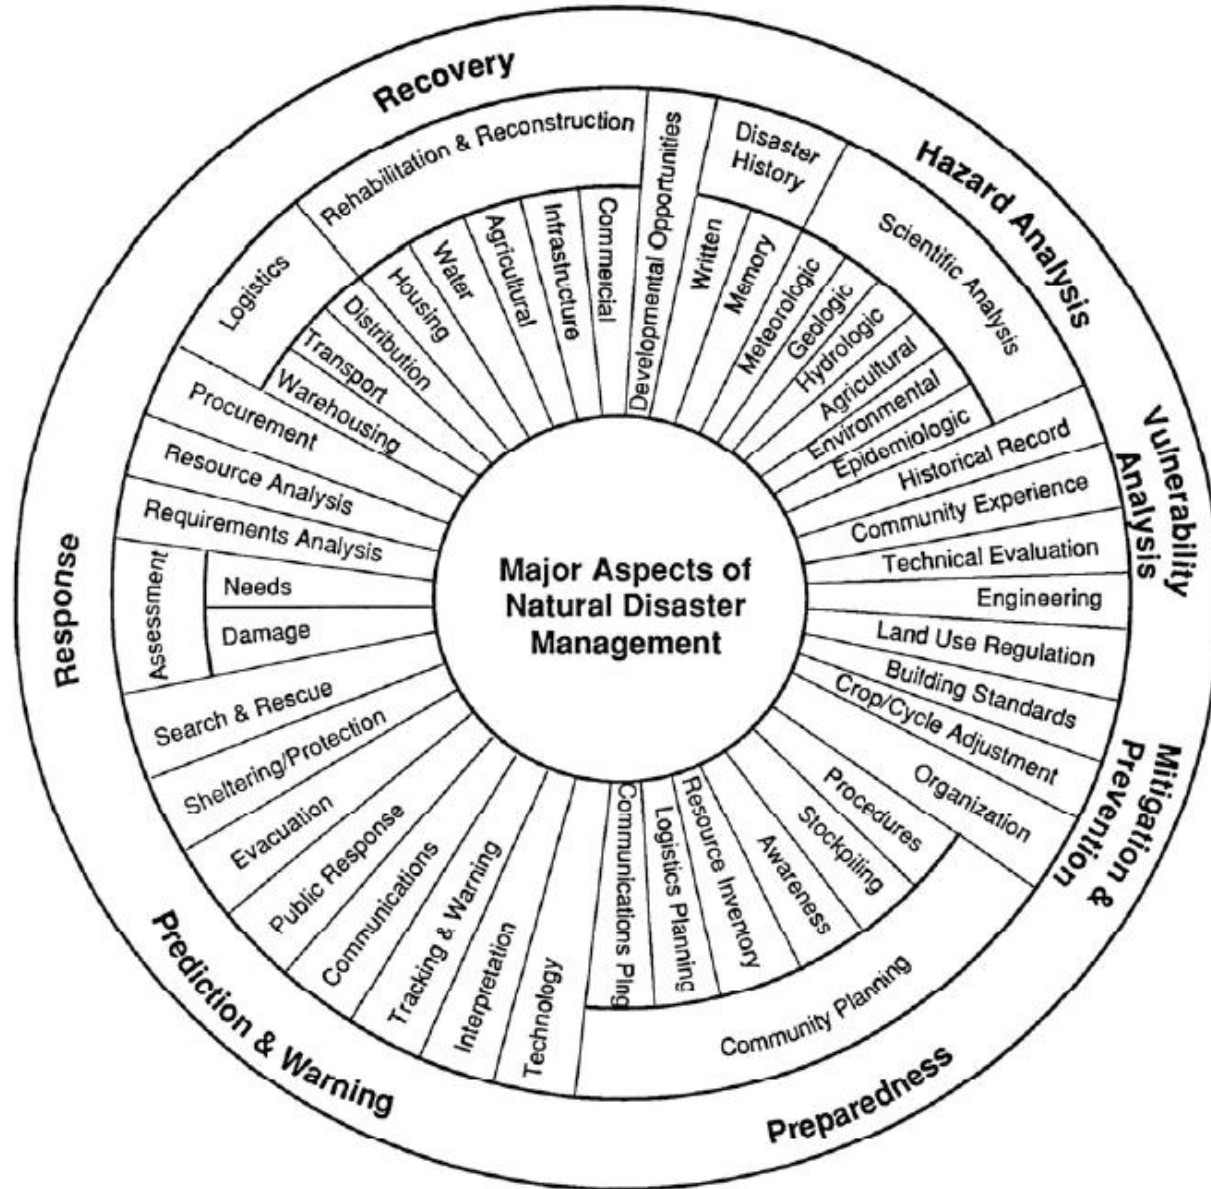 Major Aspects of
Natural Disaster
Management
Recovery
Hazard Analysis
Vulnerability
Analysis
Mitigation &
Prevention
Preparedness
Prediction & Warning
Response
Rehabilitation & Reconstruction
Housing
Water
Agricultural
Infrastructure
Commercial
Developmental Opportunities
Disaster
History
Written
Memory
Scientific Analysis
Meteorologic
Geologic
Hydrologic
Agricultural
Environmental
Epidemiologic
Historical Record
Community Experience
Technical Evaluation
Engineering
Land Use Regulation
Building Standards
Crop/Cycle Adjustment
Organization
Community Planning
Procedures
Stockpiling
Awareness
Resource Inventory
Logistics Planning
Communications Plng
Technology
Interpretation
Tracking & Warning
Communications
Public Response
Evacuation
Sheltering/Protection
Search & Rescue
Assessment
Damage
Needs
Requirements Analysis
Resource Analysis
Procurement
Logistics
Warehousing
Transport
Distribution